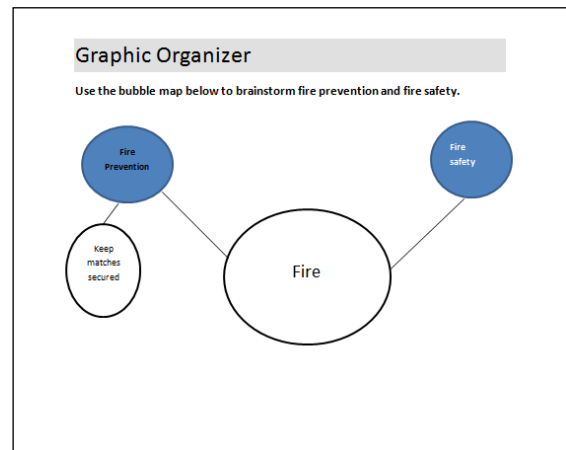 Graphic Organizer
Use the bubble map below to brainstorm fire prevention and fire safety.
Fire
Prevention
Fire
safety
Keep
matches
secured
Fire